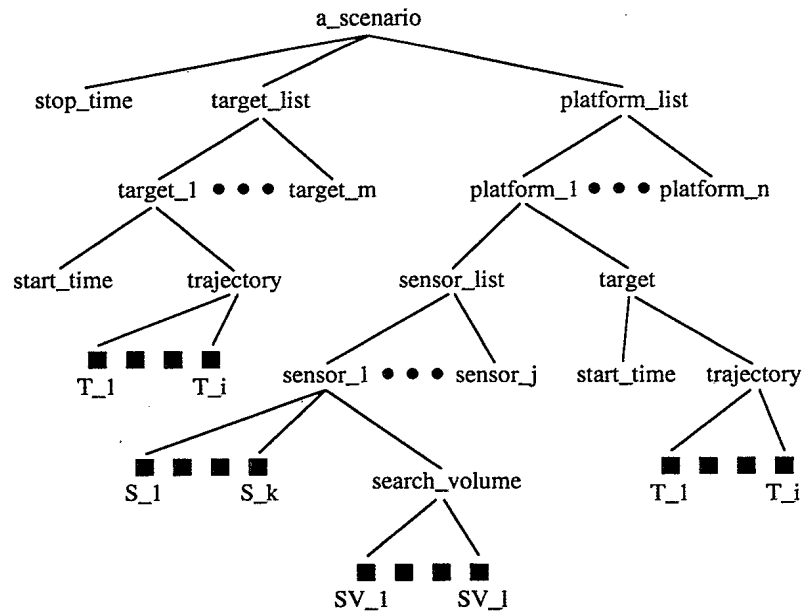 a_scenario
stop_time target_list platform_list
target_1 target_m platform_1 platform_n
start_time trajectory sensor_list target
T_1 T_i sensor_1 sensor_j start_time trajectory
S_1 S_k search_volume T_1 T_i
SV_1 SV_l